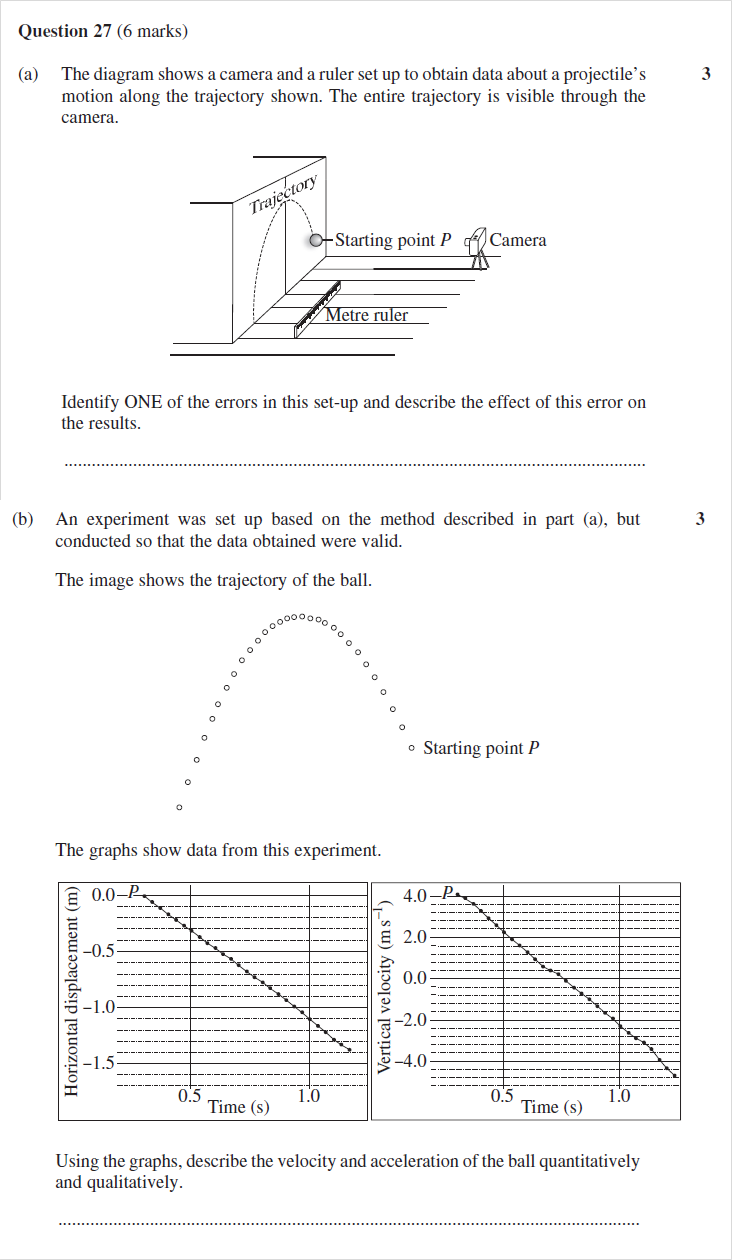 Question 27 (6 marks)
(a) The diagram shows a camera and a ruler set up to obtain data about a projectile's 3
motion along the trajectory shown. The entire trajectory is visible through the
camera.
Trajectory
Starting point P
Camera
Metre ruler
Identify ONE of the errors in this set-up and describe the effect of this error on
the results.
(b) An experiment was set up based on the method described in part (a), but 3
conducted so that the data obtained were valid.
The image shows the trajectory of the ball.
Starting point P
The graphs show data from this experiment.
Horizontal displacement (m)
0.0
P
–0.5
–1.0
–1.5
0.5
1.0
Time (s)
Vertical velocity (m s⁻¹)
4.0
P
2.0
0.0
–2.0
–4.0
0.5
1.0
Time (s)
Using the graphs, describe the velocity and acceleration of the ball quantitatively
and qualitatively.